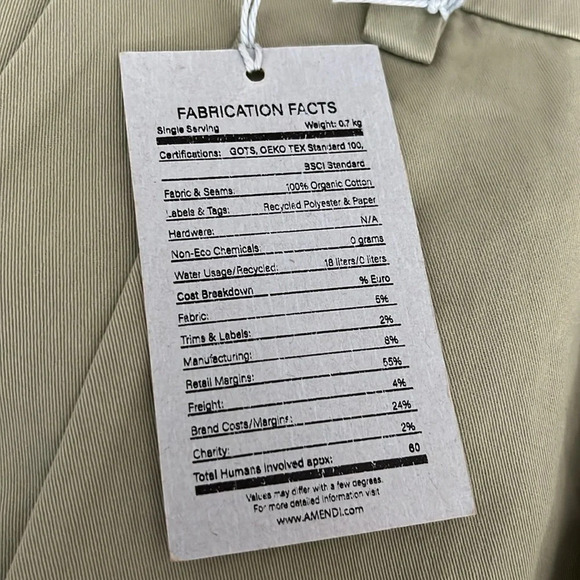 FABRICATION FACTS
Single Serving Weight: 0.7 kg
Certifications: GOTS, OEKO TEX Standard 100,
BSCI Standard
Fabric & Seams: 100% Organic Cotton
Labels & Tags: Recycled Polyester & Paper
Hardware: N/A
Non-Eco Chemicals: 0 grams
Water Usage/Recycled: 18 liters/0 liters
Cost Breakdown % Euro
Fabric: 5%
Trims & Labels: 2%
Manufacturing: 8%
Retail Margins: 55%
Freight: 4%
Brand Costs/Margins: 24%
Charity: 2%
Total Humans Involved apux: 60
Values may differ with a few degrees.
For more detailed information visit
www.AMENDI.com